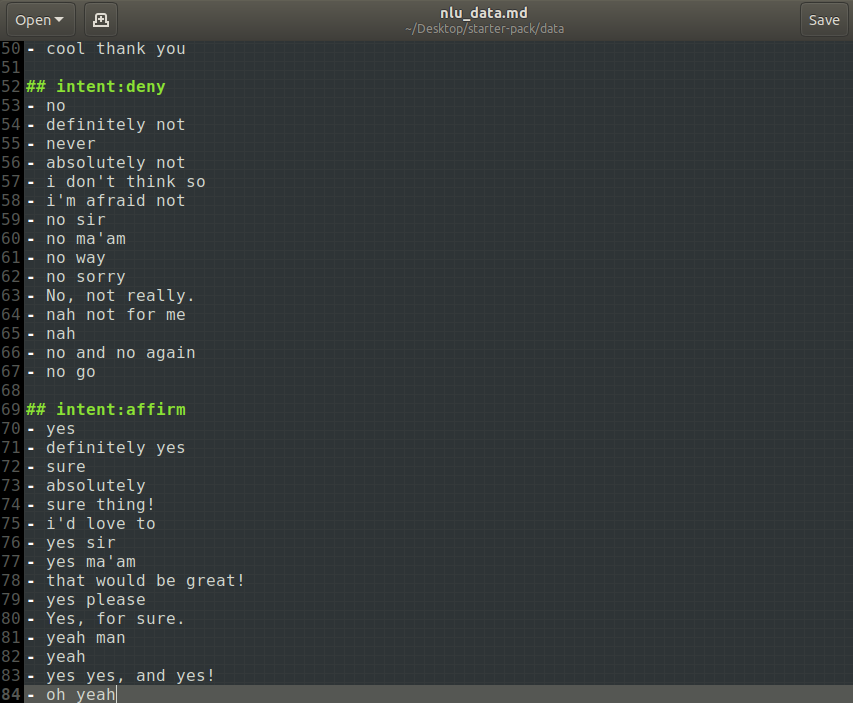 Open
nlu_data.md
~/Desktop/starter-pack/data
Save
50 - cool thank you
51
52 ## intent:deny
53 - no
54 - definitely not
55 - never
56 - absolutely not
57 - i don't think so
58 - i'm afraid not
59 - no sir
60 - no ma'am
61 - no way
62 - no sorry
63 - No, not really.
64 - nah not for me
65 - nah
66 - no and no again
67 - no go
68
69 ## intent:affirm
70 - yes
71 - definitely yes
72 - sure
73 - absolutely
74 - sure thing!
75 - i'd love to
76 - yes sir
77 - yes ma'am
78 - that would be great!
79 - yes please
80 - Yes, for sure.
81 - yeah man
82 - yeah
83 - yes yes, and yes!
84 - oh yeah